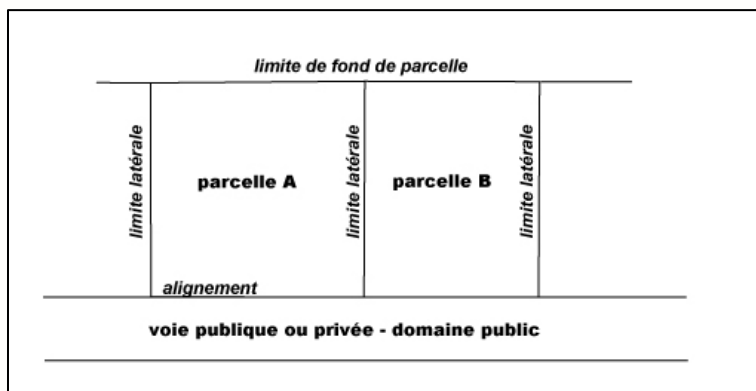 limite de fond de parcelle
limite latérale
parcelle A
limite latérale
parcelle B
limite latérale
alignement
voie publique ou privée - domaine public